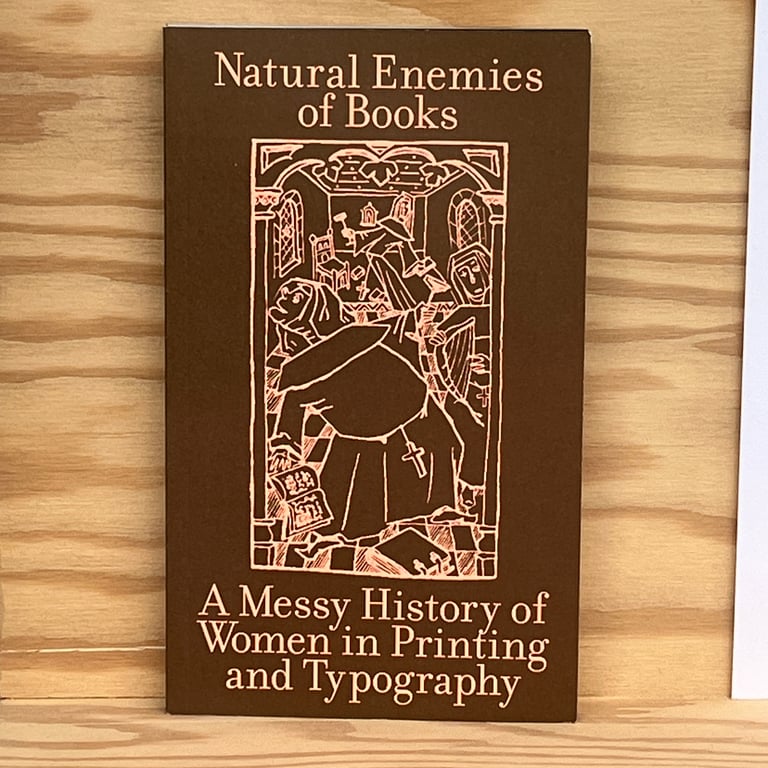 Natural Enemies
of Books
A Messy History of
Women in Printing
and Typography